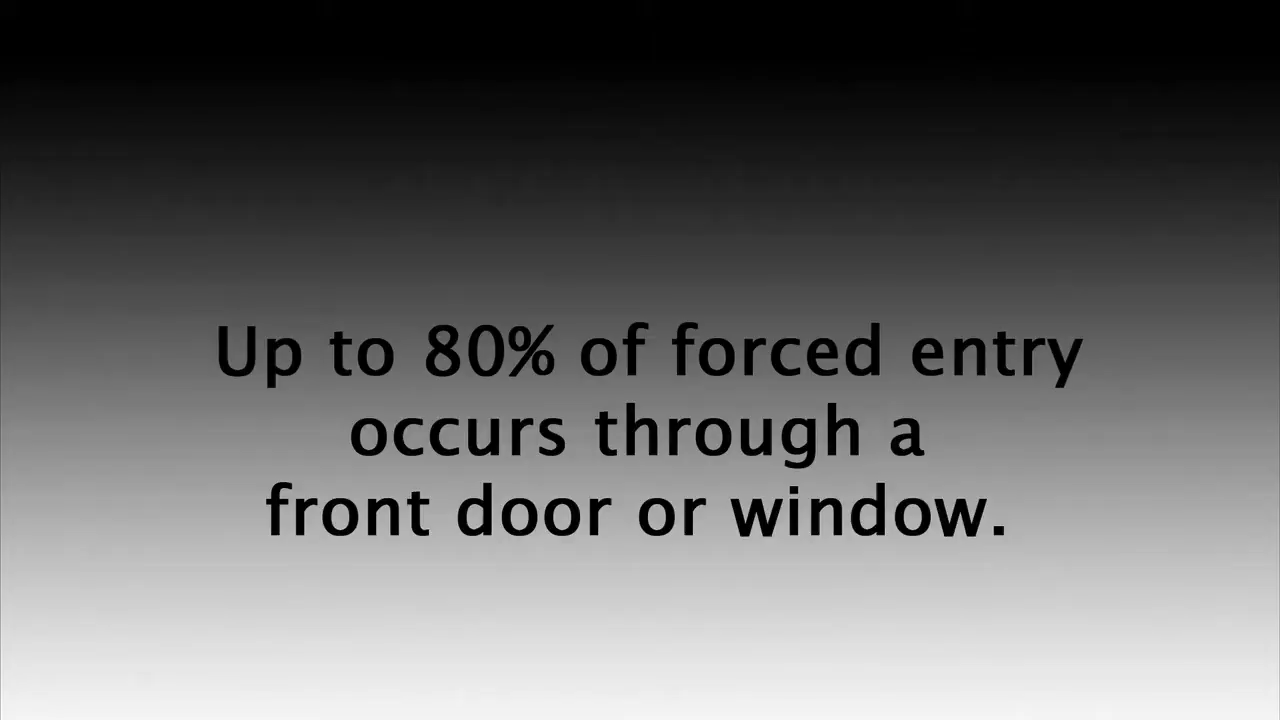 Up to 80% of forced entry
occurs through a
front door or window.